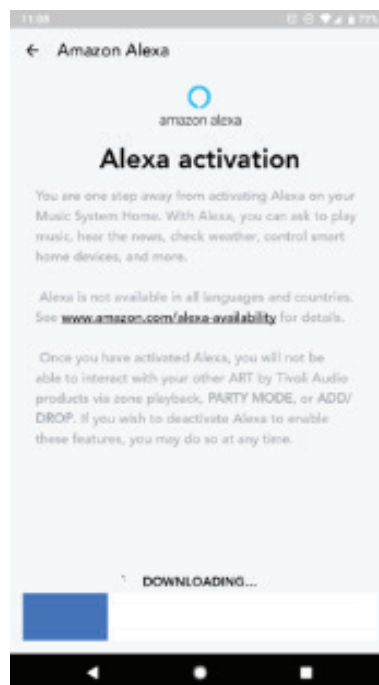 11:08
77%
← Amazon Alexa
amazon alexa
Alexa activation
You are one step away from activating Alexa on your
Music System Home. With Alexa, you can ask to play
music, hear the news, check weather, control smart
home devices, and more.
Alexa is not available in all languages and countries.
See www.amazon.com/alexa-availability for details.
Once you have activated Alexa, you will not be
able to interact with your other ART by Tivoli Audio
products via zone playback, PARTY MODE, or ADD/
DROP. If you wish to deactivate Alexa to enable
these features, you may do so at any time.
DOWNLOADING...